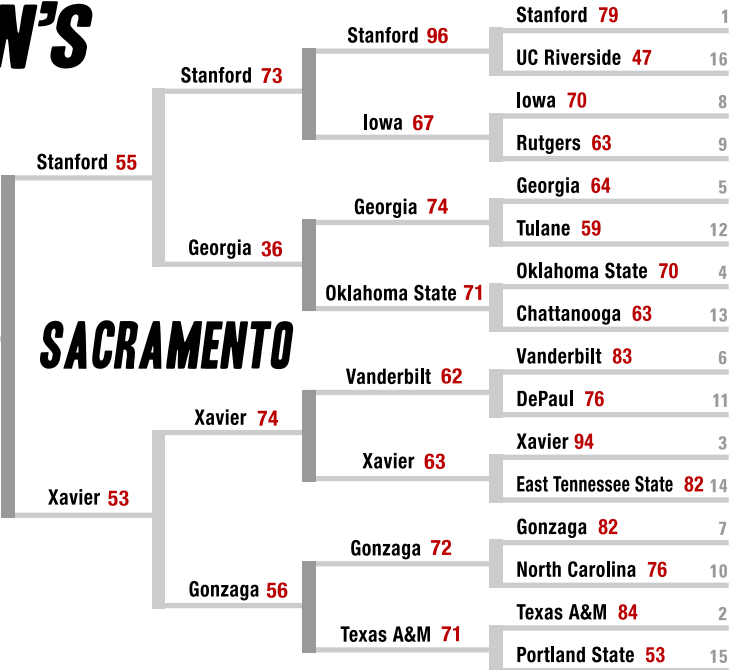 N'S
Stanford 79 1
UC Riverside 47 16
Iowa 70 8
Rutgers 63 9
Georgia 64 5
Tulane 59 12
Oklahoma State 70 4
Chattanooga 63 13
Vanderbilt 83 6
DePaul 76 11
Xavier 94 3
East Tennessee State 82 14
Gonzaga 82 7
North Carolina 76 10
Texas A&M 84 2
Portland State 53 15
Stanford 96
Iowa 67
Georgia 74
Oklahoma State 71
Vanderbilt 62
Xavier 63
Gonzaga 72
Texas A&M 71
Stanford 73
Georgia 36
Xavier 74
Gonzaga 56
Stanford 55
Xavier 53
SACRAMENTO